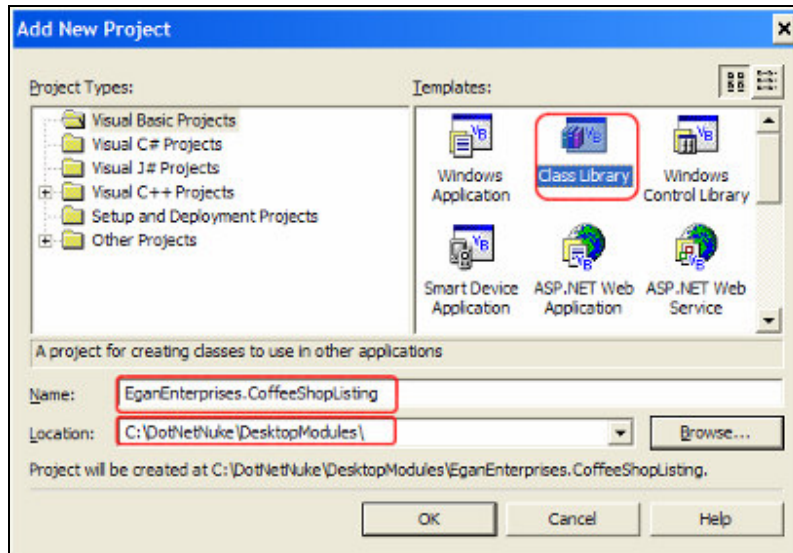 Add New Project
Project Types:
Templates:
Visual Basic Projects
Visual C# Projects
Visual J# Projects
Visual C++ Projects
Setup and Deployment Projects
Other Projects
Windows Application
Class Library
Windows Control Library
Smart Device Application
ASP.NET Web Application
ASP.NET Web Service
A project for creating classes to use in other applications
Name: EganEnterprises.CoffeeShopListing
Location: C:\DotNetNuke\DesktopModules\ Browse...
Project will be created at C:\DotNetNuke\DesktopModules\EganEnterprises.CoffeeShopListing.
OK Cancel Help